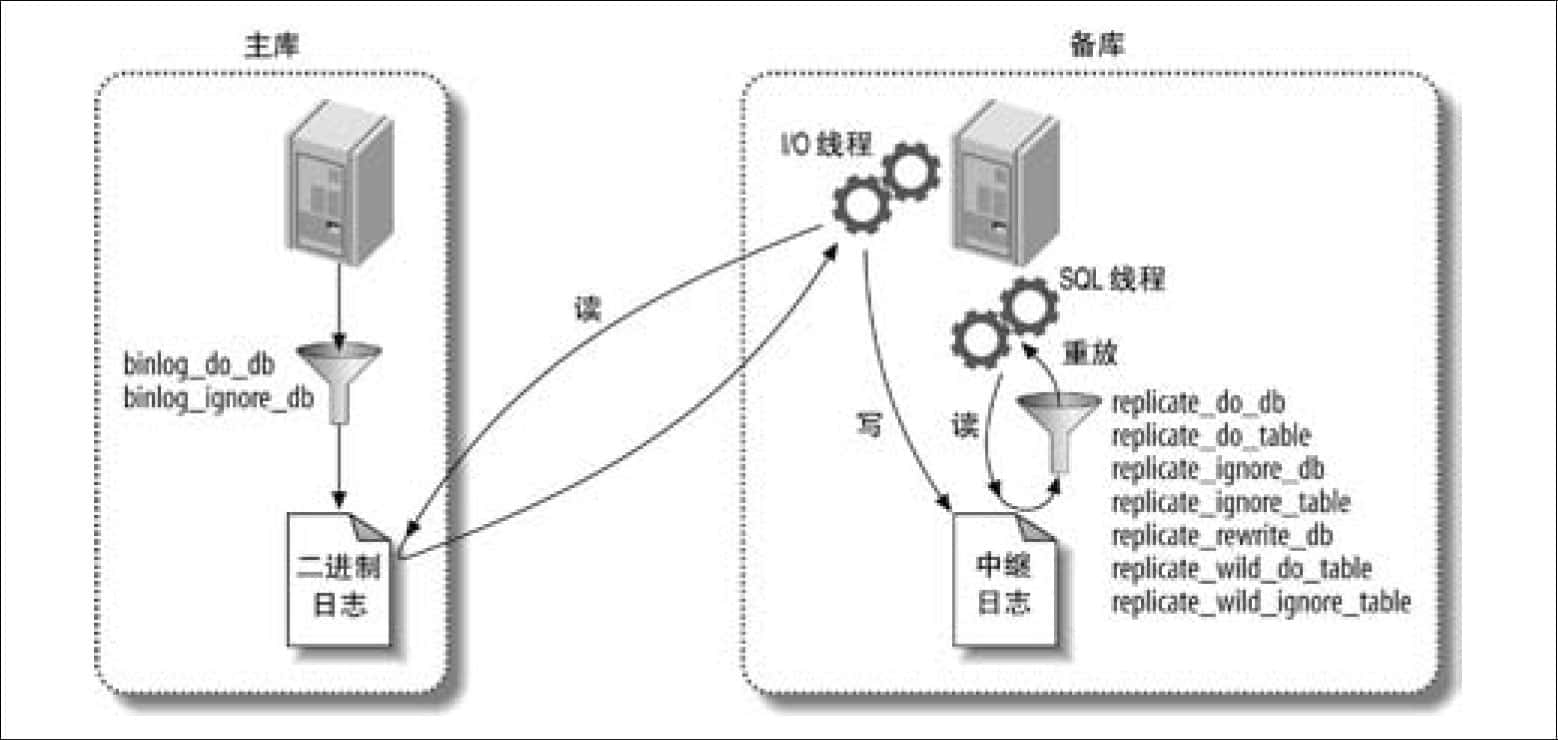 主库
备库
I/O 线程
SQL 线程
读
binlog_do_db
binlog_ignore_db
重放
写
读
replicate_do_db
replicate_do_table
replicate_ignore_db
replicate_ignore_table
replicate_rewrite_db
replicate_wild_do_table
replicate_wild_ignore_table
二进制
日志
中继
日志